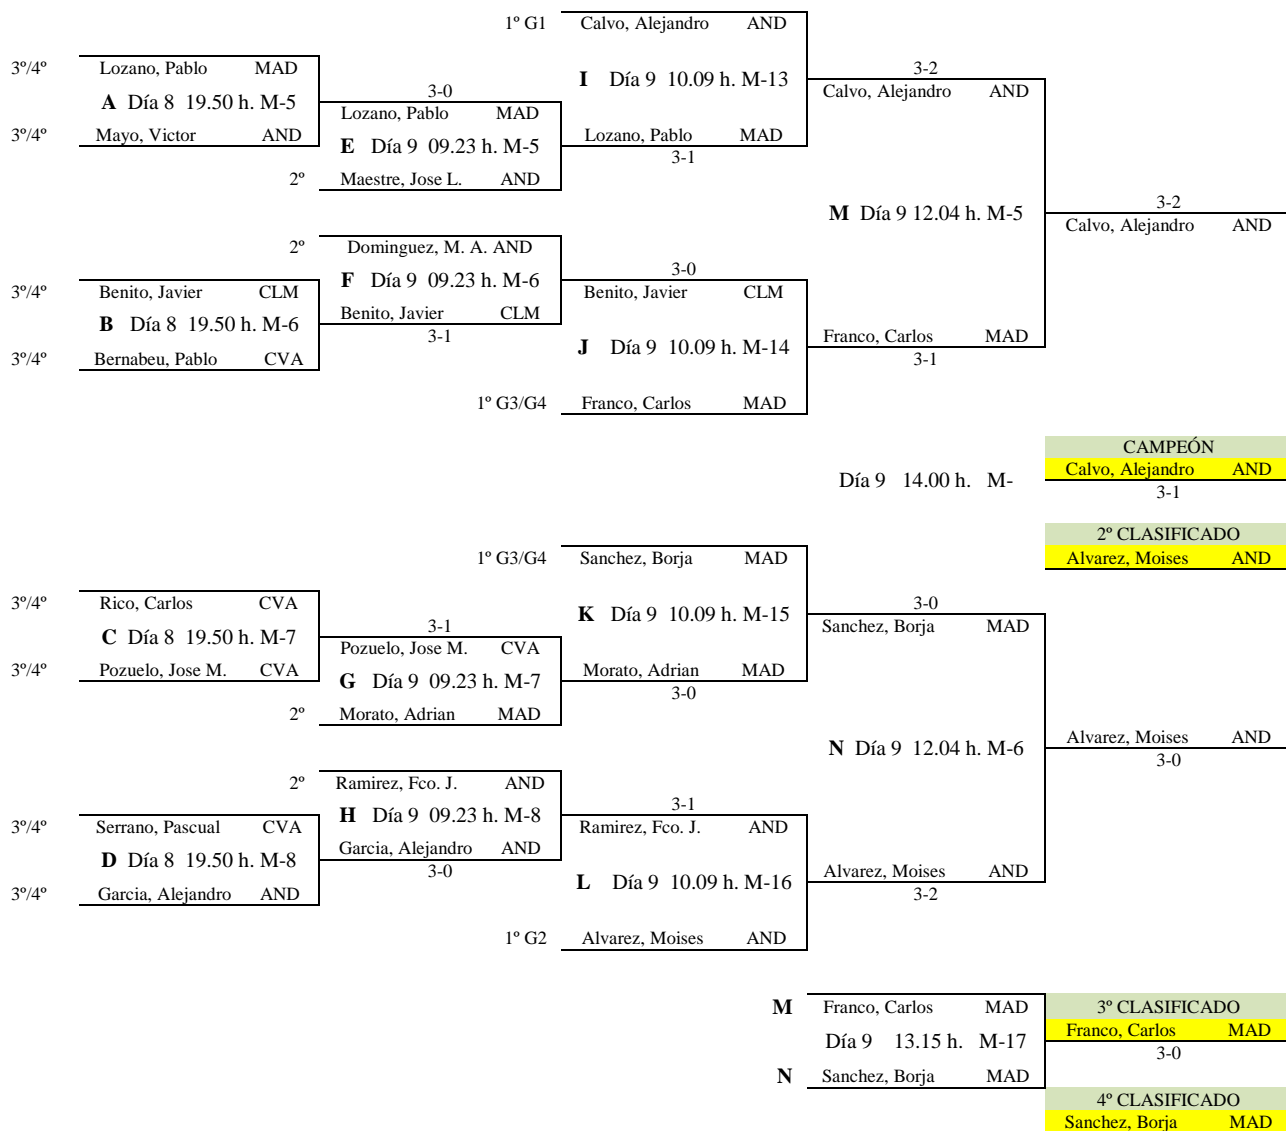 1º G1 Calvo, Alejandro AND
3º/4º Lozano, Pablo MAD
I Día 9 10.09 h. M-13
3-2
A Día 8 19.50 h. M-5
3-0
Calvo, Alejandro AND
Lozano, Pablo MAD
3º/4º Mayo, Victor AND
Lozano, Pablo MAD
E Día 9 09.23 h. M-5
3-1
2º Maestre, Jose L. AND
M Día 9 12.04 h. M-5
3-2
Calvo, Alejandro AND
2º Dominguez, M. A. AND
3-0
F Día 9 09.23 h. M-6
3º/4º Benito, Javier CLM
Benito, Javier CLM
Benito, Javier CLM
B Día 8 19.50 h. M-6
3-1
Franco, Carlos MAD
J Día 9 10.09 h. M-14
3º/4º Bernabeu, Pablo CVA
3-1
1º G3/G4 Franco, Carlos MAD
CAMPEÓN
Calvo, Alejandro AND
Día 9 14.00 h. M-
3-1
2º CLASIFICADO
1º G3/G4 Sanchez, Borja MAD
Alvarez, Moises AND
3º/4º Rico, Carlos CVA
K Día 9 10.09 h. M-15
3-0
C Día 8 19.50 h. M-7
3-1
Sanchez, Borja MAD
Pozuelo, Jose M. CVA
3º/4º Pozuelo, Jose M. CVA
Morato, Adrian MAD
G Día 9 09.23 h. M-7
3-0
2º Morato, Adrian MAD
N Día 9 12.04 h. M-6
Alvarez, Moises AND
3-0
2º Ramirez, Fco. J. AND
3-1
H Día 9 09.23 h. M-8
3º/4º Serrano, Pascual CVA
Ramirez, Fco. J. AND
Garcia, Alejandro AND
D Día 8 19.50 h. M-8
3-0
Alvarez, Moises AND
L Día 9 10.09 h. M-16
3º/4º Garcia, Alejandro AND
3-2
1º G2 Alvarez, Moises AND
M Franco, Carlos MAD
3º CLASIFICADO
Franco, Carlos MAD
Día 9 13.15 h. M-17
3-0
N Sanchez, Borja MAD
4º CLASIFICADO
Sanchez, Borja MAD